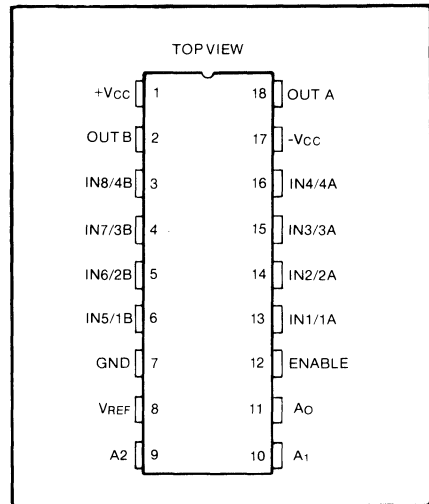 TOP VIEW
+VCC 1 18 OUT A
OUT B 2 17 -VCC
IN8/4B 3 16 IN4/4A
IN7/3B 4 15 IN3/3A
IN6/2B 5 14 IN2/2A
IN5/1B 6 13 IN1/1A
GND 7 12 ENABLE
VREF 8 11 A0
A2 9 10 A1